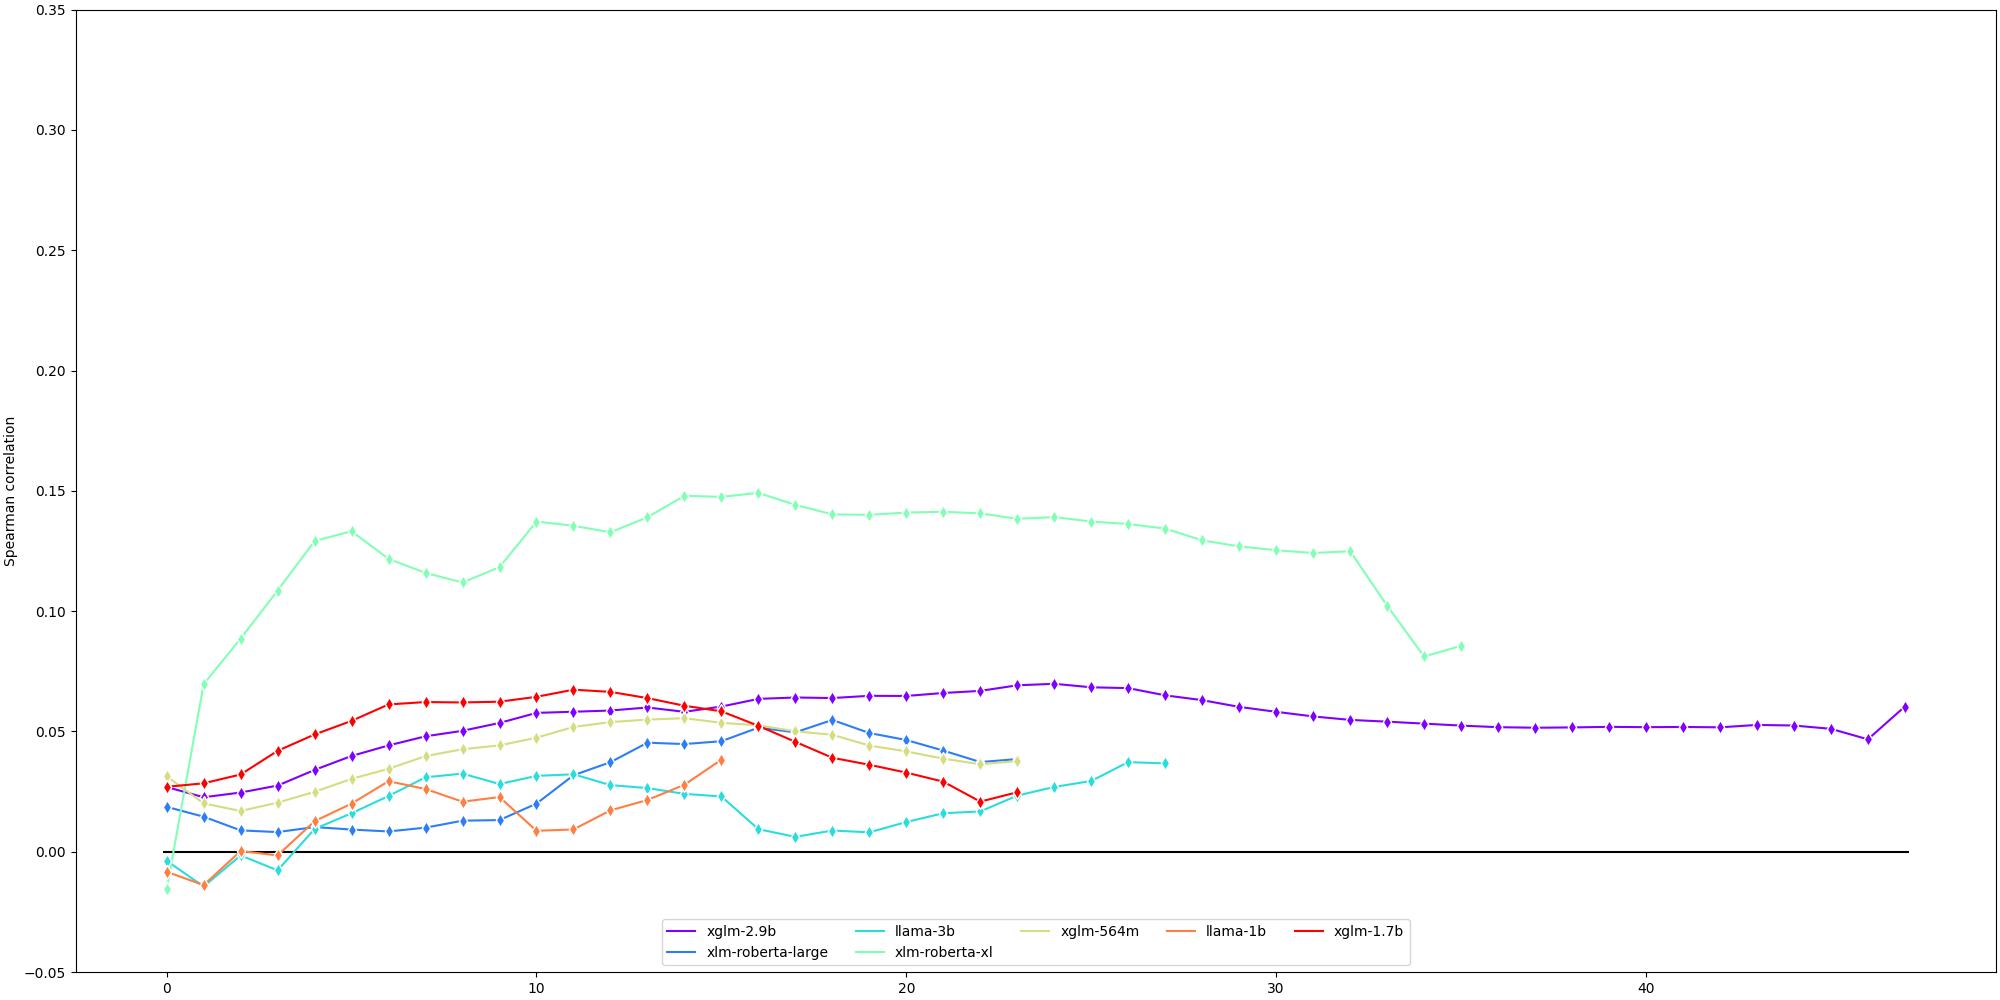 0.35
0.30
0.25
0.20
0.15
0.10
0.05
0.00
−0.05
Spearman correlation
0 10 20 30 40
xglm-2.9b llama-3b xglm-564m llama-1b xglm-1.7b
xlm-roberta-large xlm-roberta-xl